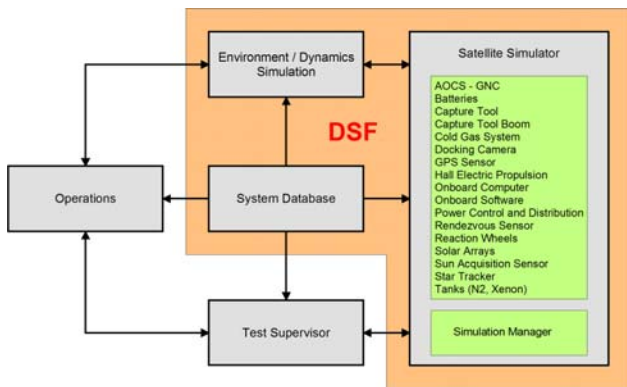 Environment / Dynamics
Simulation
Satellite Simulator
AOCS - GNC
Batteries
Capture Tool
Capture Tool Boom
Cold Gas System
Docking Camera
GPS Sensor
Hall Electric Propulsion
Onboard Computer
Onboard Software
Power Control and Distribution
Rendezvous Sensor
Reaction Wheels
Solar Arrays
Sun Acquisition Sensor
Star Tracker
Tanks (N2, Xenon)
Simulation Manager
DSF
Operations
System Database
Test Supervisor